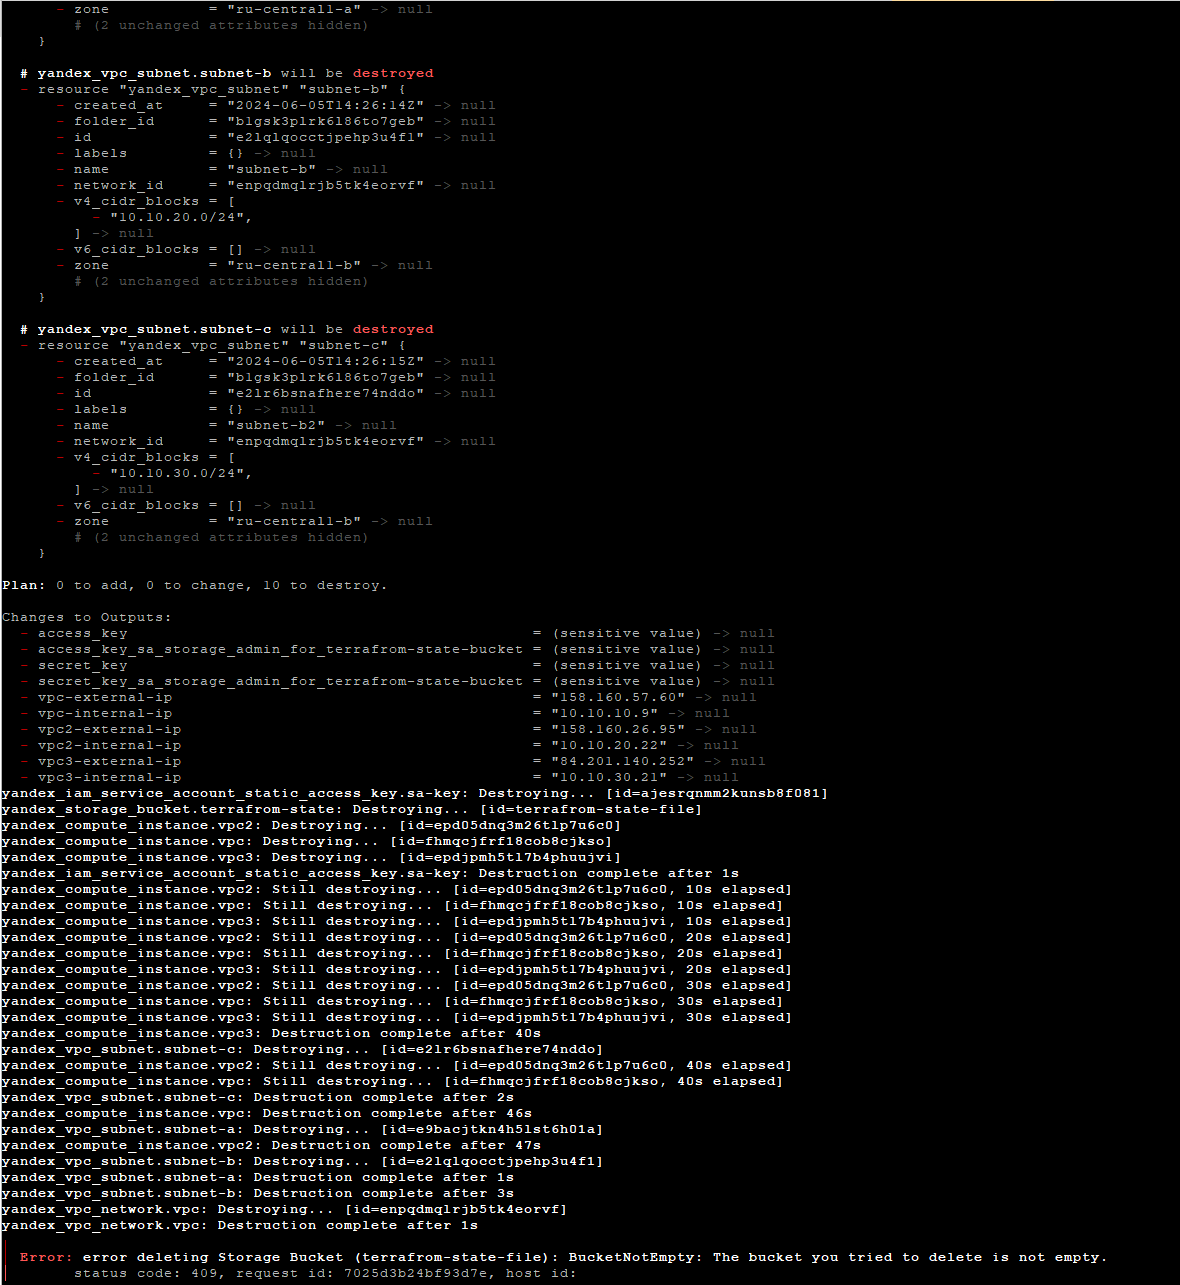 - zone           = "ru-central1-a" -> null
# (2 unchanged attributes hidden)
}
# yandex_vpc_subnet.subnet-b will be destroyed
- resource "yandex_vpc_subnet" "subnet-b" {
- created_at     = "2024-06-05T14:26:14Z" -> null
- folder_id      = "b1gsk3plrk6l86to7geb" -> null
- id             = "e2lqlqocctjpehp3u4f1" -> null
- labels         = {} -> null
- name           = "subnet-b" -> null
- network_id     = "enpqdmqlrjb5tk4eorvf" -> null
- v4_cidr_blocks = [
- "10.10.20.0/24",
] -> null
- v6_cidr_blocks = [] -> null
- zone           = "ru-central1-b" -> null
# (2 unchanged attributes hidden)
}
# yandex_vpc_subnet.subnet-c will be destroyed
- resource "yandex_vpc_subnet" "subnet-c" {
- created_at     = "2024-06-05T14:26:15Z" -> null
- folder_id      = "b1gsk3plrk6l86to7geb" -> null
- id             = "e2lr6bsnafhere74nddo" -> null
- labels         = {} -> null
- name           = "subnet-b2" -> null
- network_id     = "enpqdmqlrjb5tk4eorvf" -> null
- v4_cidr_blocks = [
- "10.10.30.0/24",
] -> null
- v6_cidr_blocks = [] -> null
- zone           = "ru-central1-b" -> null
# (2 unchanged attributes hidden)
}
Plan: 0 to add, 0 to change, 10 to destroy.
Changes to Outputs:
- access_key                                            = (sensitive value) -> null
- access_key_sa_storage_admin_for_terrafrom-state-bucket = (sensitive value) -> null
- secret_key                                            = (sensitive value) -> null
- secret_key_sa_storage_admin_for_terrafrom-state-bucket = (sensitive value) -> null
- vpc-external-ip                                       = "158.160.57.60" -> null
- vpc-internal-ip                                       = "10.10.10.9" -> null
- vpc2-external-ip                                      = "158.160.26.95" -> null
- vpc2-internal-ip                                      = "10.10.20.22" -> null
- vpc3-external-ip                                      = "84.201.140.252" -> null
- vpc3-internal-ip                                      = "10.10.30.21" -> null
yandex_iam_service_account_static_access_key.sa-key: Destroying... [id=ajesrqnmm2kunsb8f081]
yandex_storage_bucket.terrafrom-state: Destroying... [id=terrafrom-state-file]
yandex_compute_instance.vpc2: Destroying... [id=epd05dnq3m26tlp7u6c0]
yandex_compute_instance.vpc: Destroying... [id=fhmqcjfrf18cob8cjkso]
yandex_compute_instance.vpc3: Destroying... [id=epdjpmh5tl7b4phuujvi]
yandex_iam_service_account_static_access_key.sa-key: Destruction complete after 1s
yandex_compute_instance.vpc2: Still destroying... [id=epd05dnq3m26tlp7u6c0, 10s elapsed]
yandex_compute_instance.vpc: Still destroying... [id=fhmqcjfrf18cob8cjkso, 10s elapsed]
yandex_compute_instance.vpc3: Still destroying... [id=epdjpmh5tl7b4phuujvi, 10s elapsed]
yandex_compute_instance.vpc2: Still destroying... [id=epd05dnq3m26tlp7u6c0, 20s elapsed]
yandex_compute_instance.vpc: Still destroying... [id=fhmqcjfrf18cob8cjkso, 20s elapsed]
yandex_compute_instance.vpc3: Still destroying... [id=epdjpmh5tl7b4phuujvi, 20s elapsed]
yandex_compute_instance.vpc2: Still destroying... [id=epd05dnq3m26tlp7u6c0, 30s elapsed]
yandex_compute_instance.vpc: Still destroying... [id=fhmqcjfrf18cob8cjkso, 30s elapsed]
yandex_compute_instance.vpc3: Still destroying... [id=epdjpmh5tl7b4phuujvi, 30s elapsed]
yandex_compute_instance.vpc3: Destruction complete after 40s
yandex_vpc_subnet.subnet-c: Destroying... [id=e2lr6bsnafhere74nddo]
yandex_compute_instance.vpc2: Still destroying... [id=epd05dnq3m26tlp7u6c0, 40s elapsed]
yandex_compute_instance.vpc: Still destroying... [id=fhmqcjfrf18cob8cjkso, 40s elapsed]
yandex_vpc_subnet.subnet-c: Destruction complete after 2s
yandex_compute_instance.vpc: Destruction complete after 46s
yandex_vpc_subnet.subnet-a: Destroying... [id=e9bacjtkn4h5lst6h01a]
yandex_compute_instance.vpc2: Destruction complete after 47s
yandex_vpc_subnet.subnet-b: Destroying... [id=e2lqlqocctjpehp3u4f1]
yandex_vpc_subnet.subnet-a: Destruction complete after 1s
yandex_vpc_subnet.subnet-b: Destruction complete after 3s
yandex_vpc_network.vpc: Destroying... [id=enpqdmqlrjb5tk4eorvf]
yandex_vpc_network.vpc: Destruction complete after 1s
Error: error deleting Storage Bucket (terrafrom-state-file): BucketNotEmpty: The bucket you tried to delete is not empty.
status code: 409, request id: 7025d3b24bf93d7e, host id: